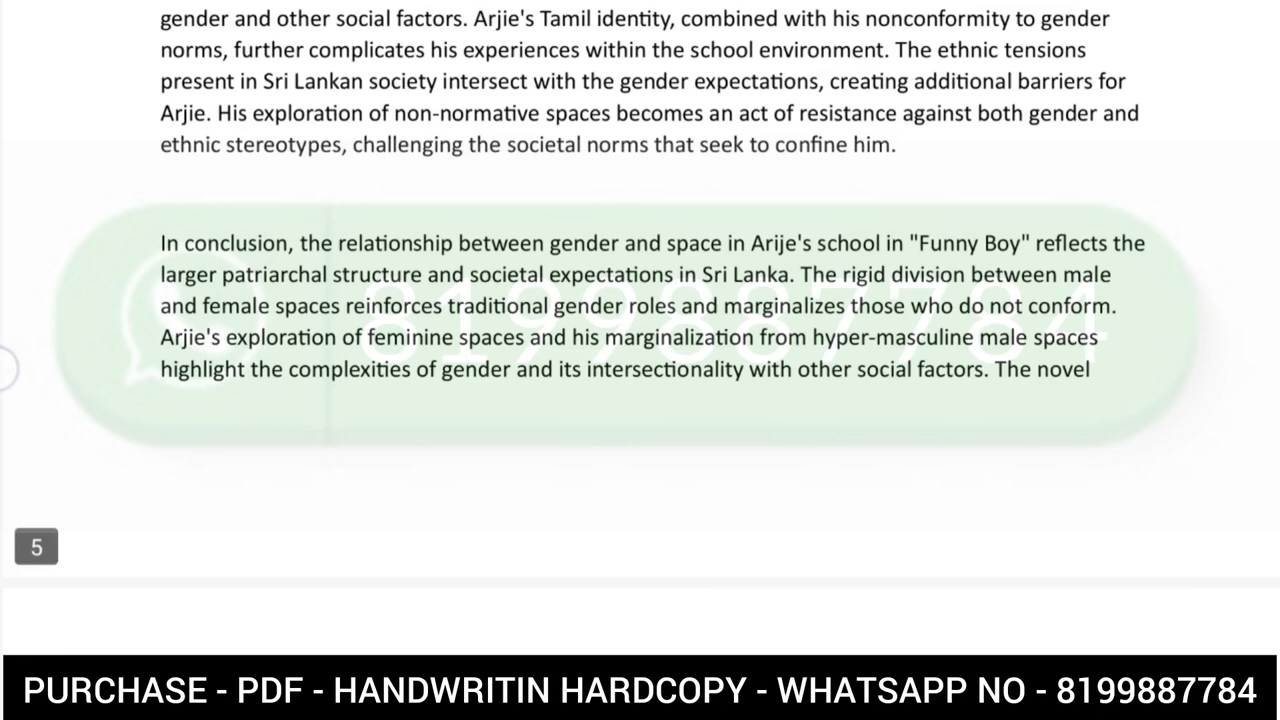 gender and other social factors. Arjie's Tamil identity, combined with his nonconformity to gender
norms, further complicates his experiences within the school environment. The ethnic tensions
present in Sri Lankan society intersect with the gender expectations, creating additional barriers for
Arjie. His exploration of non-normative spaces becomes an act of resistance against both gender and
ethnic stereotypes, challenging the societal norms that seek to confine him.
In conclusion, the relationship between gender and space in Arije's school in "Funny Boy" reflects the
larger patriarchal structure and societal expectations in Sri Lanka. The rigid division between male
and female spaces reinforces traditional gender roles and marginalizes those who do not conform.
8199887784
Arjie's exploration of feminine spaces and his marginalization from hyper-masculine male spaces
highlight the complexities of gender and its intersectionality with other social factors. The novel
5
PURCHASE - PDF - HANDWRITIN HARDCOPY - WHATSAPP NO - 8199887784